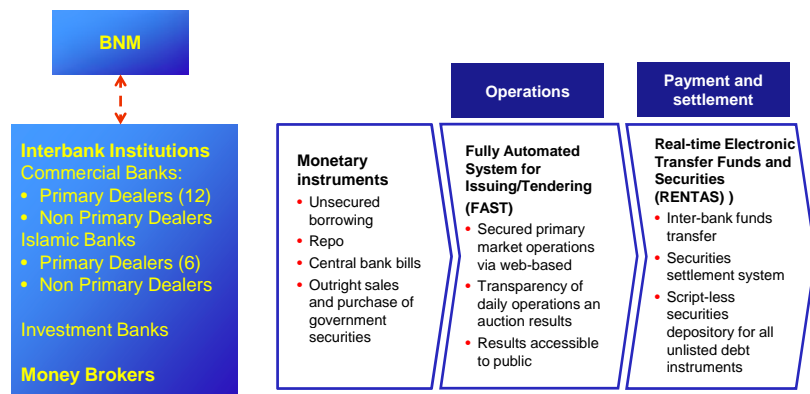 BNM
Interbank Institutions
Commercial Banks:
• Primary Dealers (12)
• Non Primary Dealers
Islamic Banks
• Primary Dealers (6)
• Non Primary Dealers
Investment Banks
Money Brokers
Monetary
instruments
• Unsecured
borrowing
• Repo
• Central bank bills
• Outright sales
and purchase of
government
securities
Operations
Fully Automated
System for
Issuing/Tendering
(FAST)
• Secured primary
market operations
via web-based
• Transparency of
daily operations an
auction results
• Results accessible
to public
Payment and
settlement
Real-time Electronic
Transfer Funds and
Securities
(RENTAS) )
• Inter-bank funds
transfer
• Securities
settlement system
• Script-less
securities
depository for all
unlisted debt
instruments